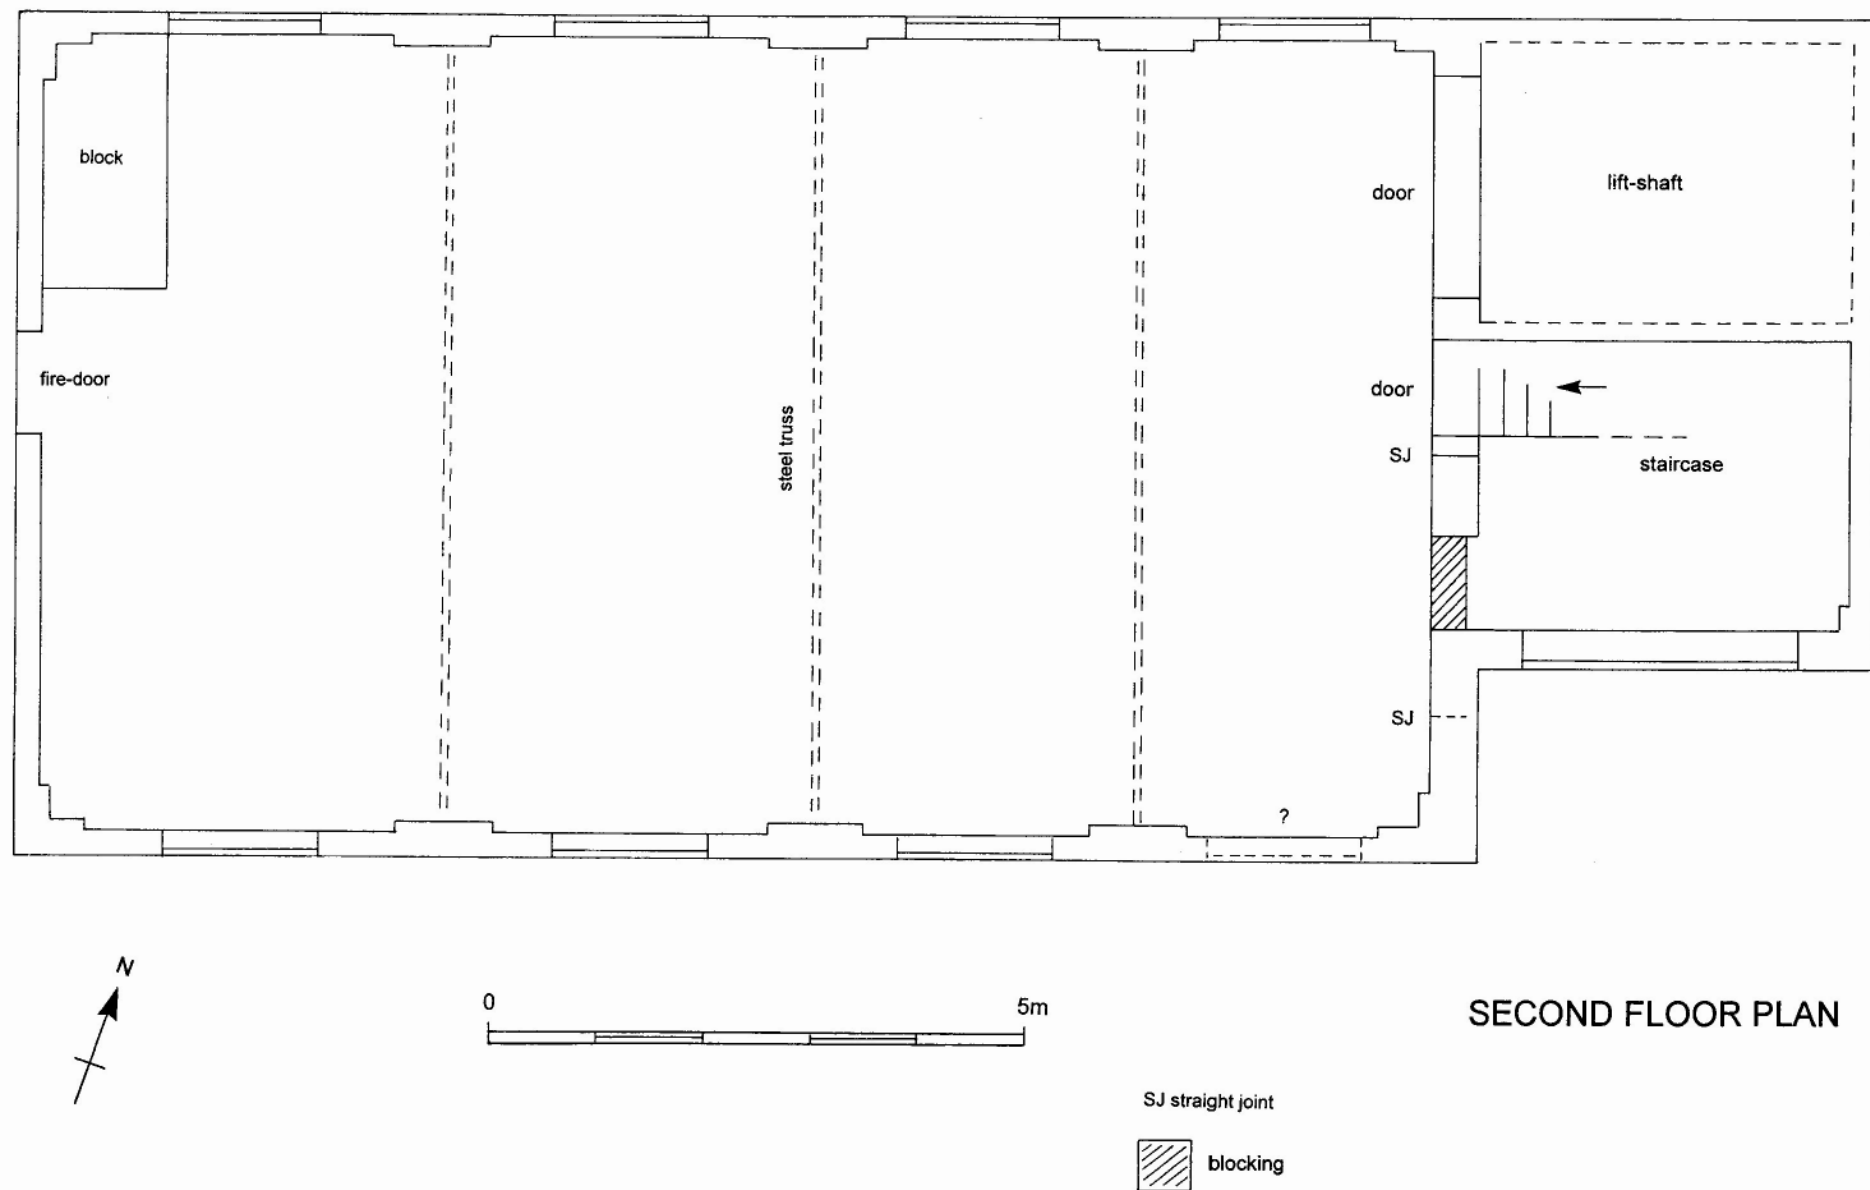 block
door
lift-shaft
fire-door
door
steel truss
SJ
staircase
SJ
?
N
0
5m
SECOND FLOOR PLAN
SJ straight joint
blocking